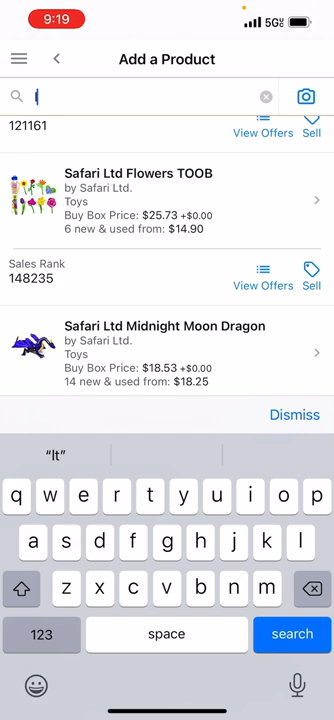 9:19
5G
Add a Product
l
121161
View Offers
Sell
Safari Ltd Flowers TOOB
by Safari Ltd.
Toys
Buy Box Price: $25.73 +$0.00
6 new & used from: $14.90
Sales Rank
148235
View Offers
Sell
Safari Ltd Midnight Moon Dragon
by Safari Ltd.
Toys
Buy Box Price: $18.53 +$0.00
14 new & used from: $18.25
Dismiss
“lt”
q w e r t y u i o p
a s d f g h j k l
z x c v b n m
123 space search